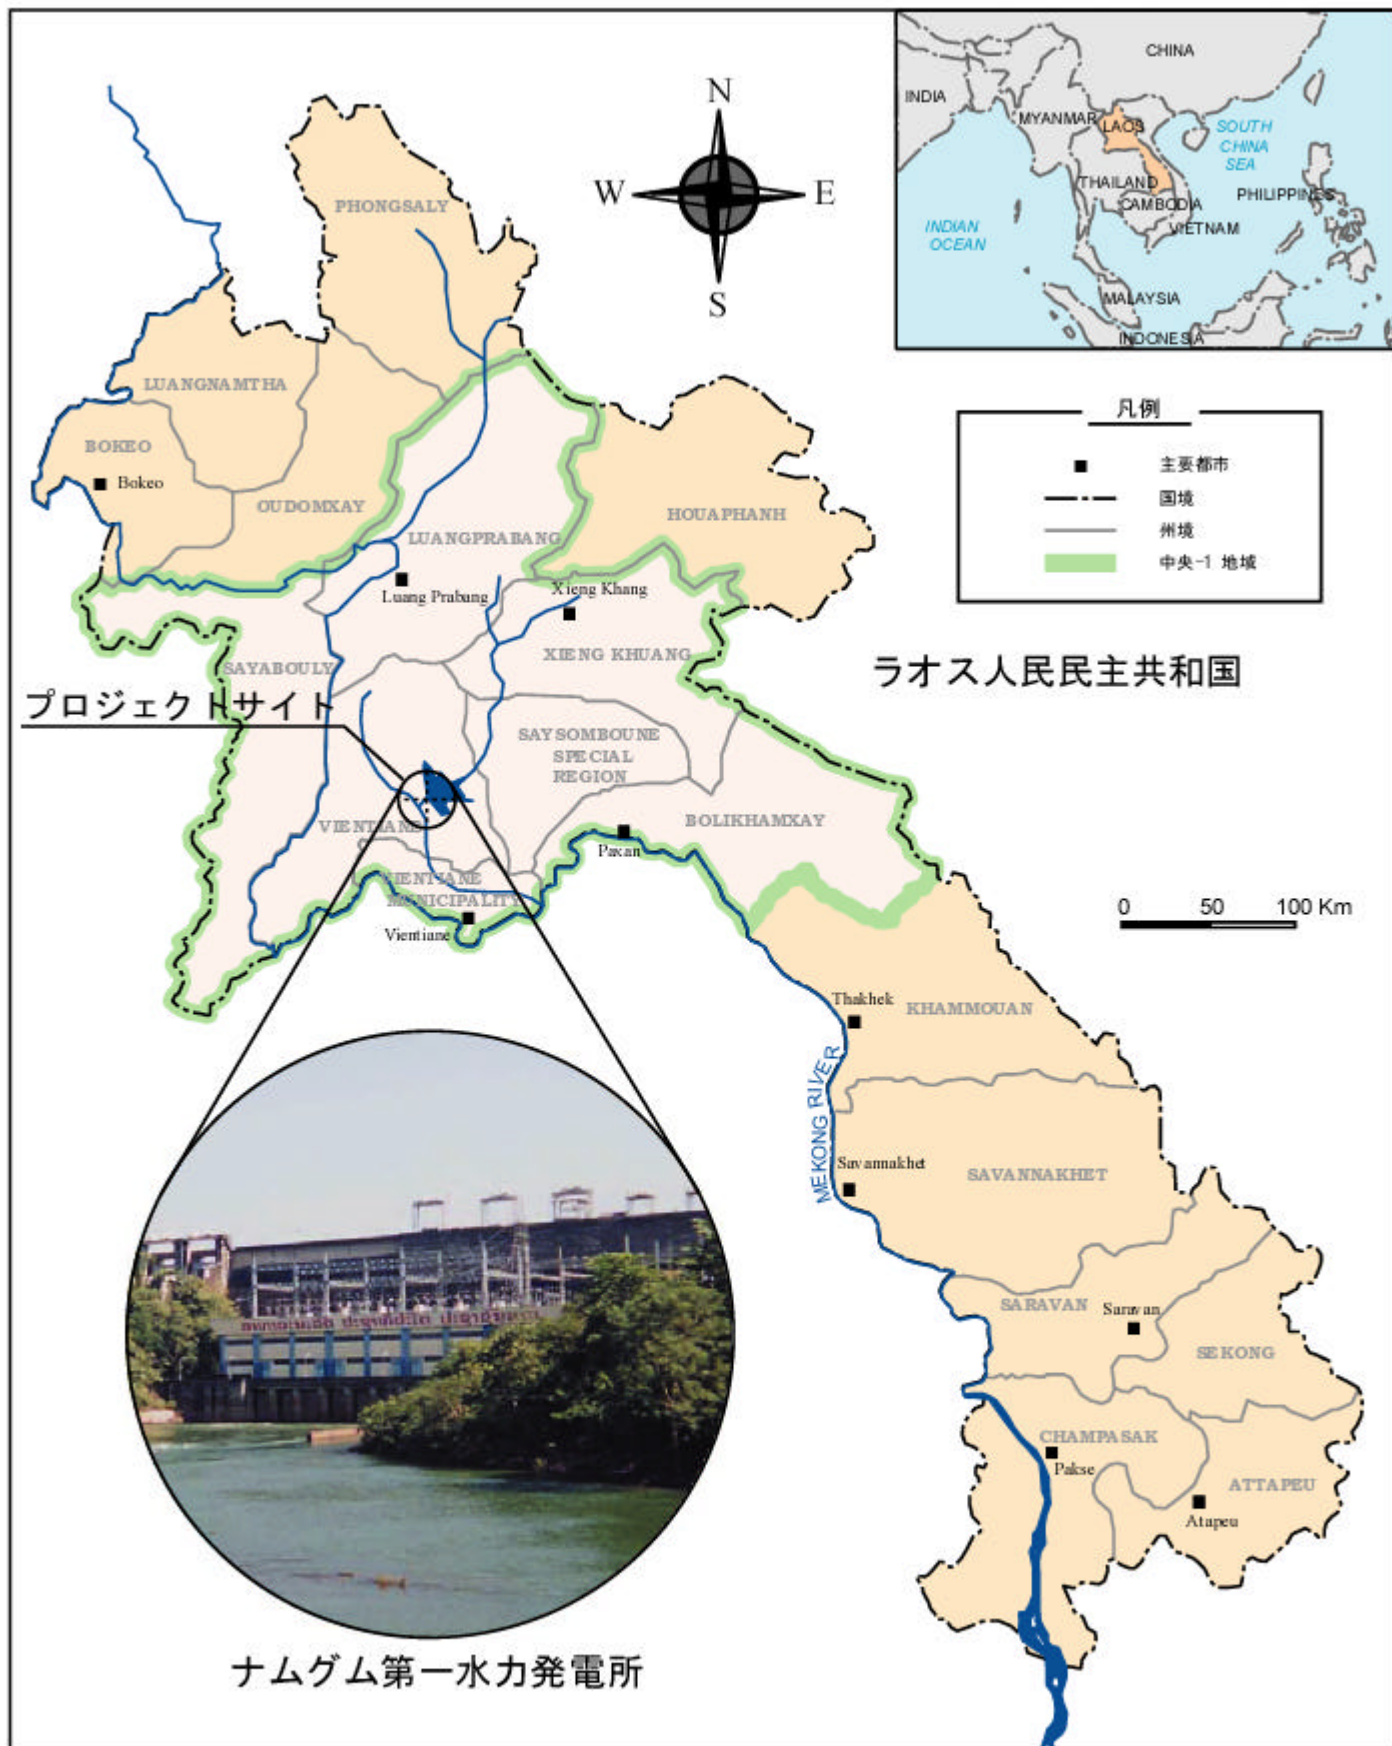 N
W
E
S
CHINA
INDIA
MYANMAR
LAOS
SOUTH
CHINA
SEA
THAILAND
PHILIPPINES
CAMBODIA
VIETNAM
INDIAN
OCEAN
MALAYSIA
INDONESIA
凡例
主要都市
国境
州境
中央-1 地域
ラオス人民民主共和国
PHONGSALY
LUANGNAMTHA
BOKEO
Bokeo
OUDOMXAY
HOUAPHANH
LUANGPRABANG
Luang Prabang
Xieng Khang
XIENG KHUANG
SAYABOULY
プロジェクトサイト
SAYSOMBOUNE
SPECIAL
REGION
BOLIKHAMXAY
VIENTIANE
Paxan
VIENTIANE
MUNICIPALITY
Vientiane
0 50 100 Km
Thakhek
KHAMMOUAN
MEKONG RIVER
Savannakhet
SAVANNAKHET
SARAVAN
Saravan
SEKONG
CHAMPASAK
Pakse
ATTAPEU
Atapeu
ナムグム第一水力発電所